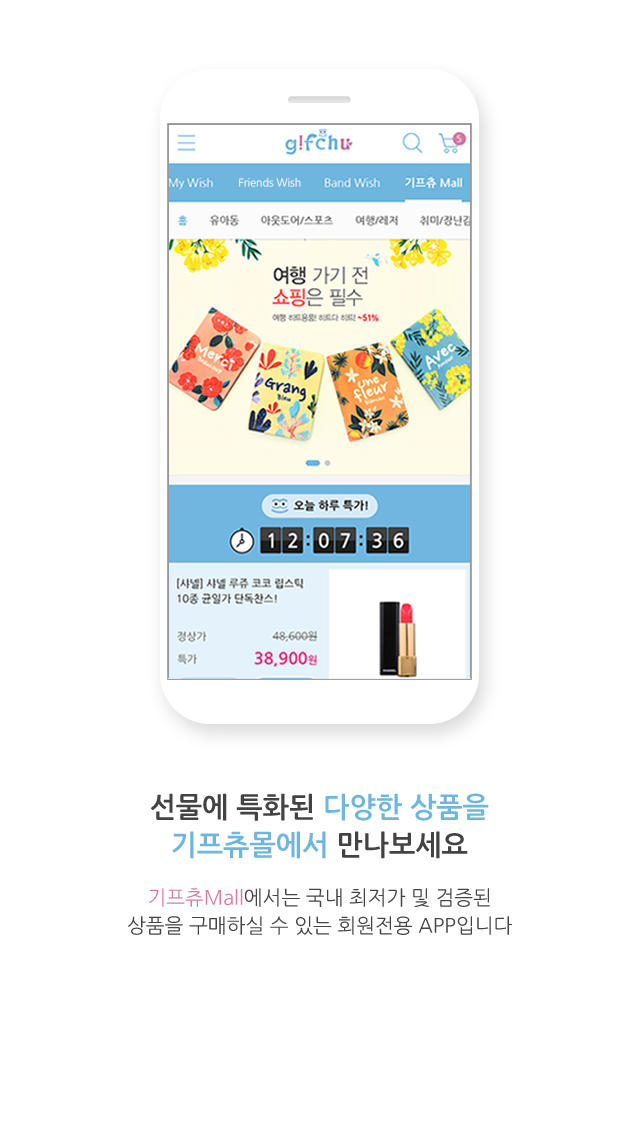 g!fchu
5
My Wish Friends Wish Band Wish 기프츄 Mall
홈 유아동 아웃도어/스포츠 여행/레저 취미/장난감
여행 가기 전
쇼핑은 필수
여행 히트용품! 히트다 히트! ~51%
Merci
Grang
Bleu
une
fleur
Avec
오늘 하루 특가!
12:07:36
[샤넬] 샤넬 루쥬 코코 립스틱
10종 균일가 단독찬스!
정상가 48,600원
특가 38,900원
CHANEL
선물에 특화된 다양한 상품을
기프츄몰에서 만나보세요
기프츄Mall에서는 국내 최저가 및 검증된
상품을 구매하실 수 있는 회원전용 APP입니다